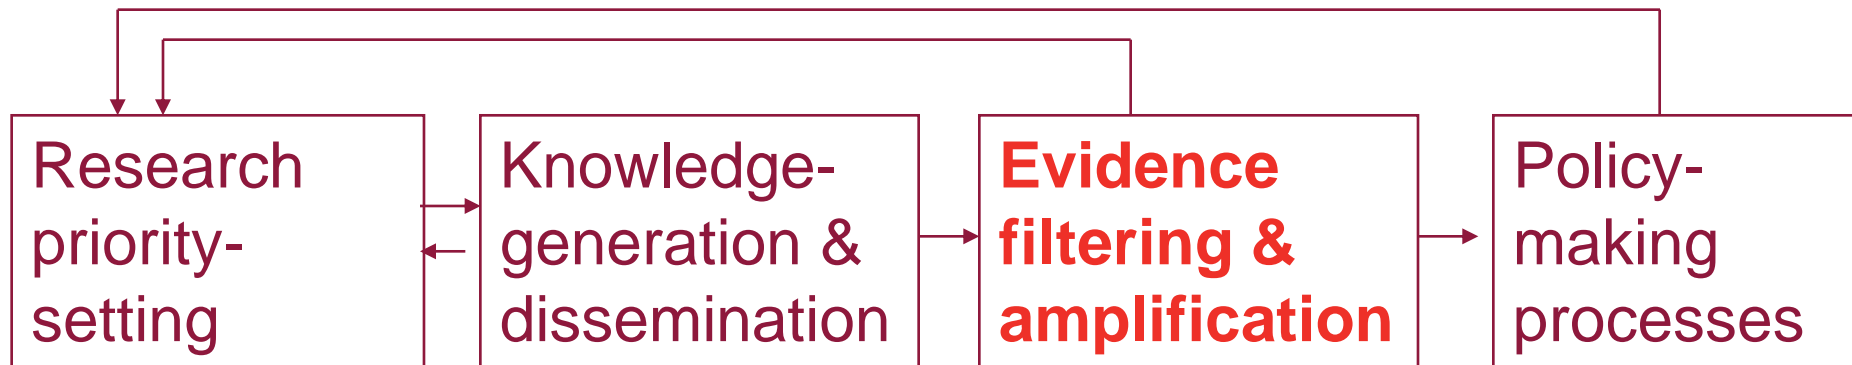 Research
priority-
setting
Knowledge-
generation &
dissemination
Evidence
filtering &
amplification
Policy-
making
processes